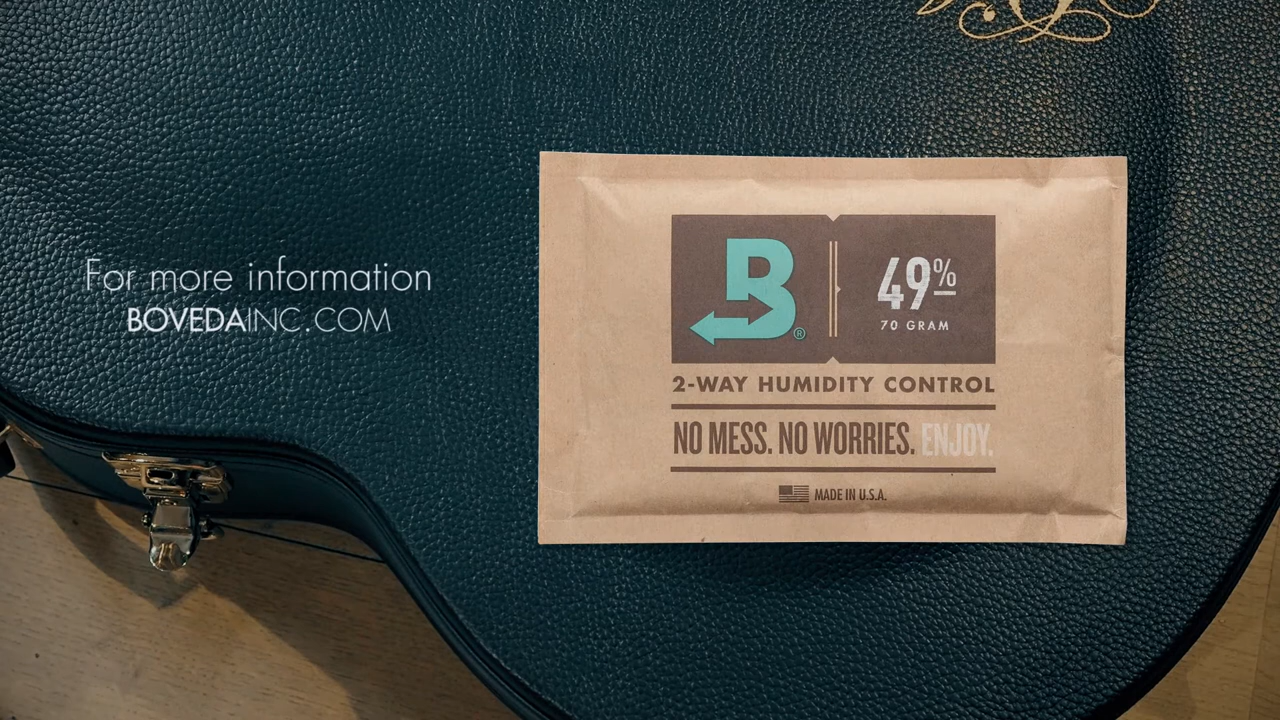 For more information
BOVEDAINC.COM
B®
49%
70 GRAM
2-WAY HUMIDITY CONTROL
NO MESS. NO WORRIES. ENJOY.
MADE IN U.S.A.